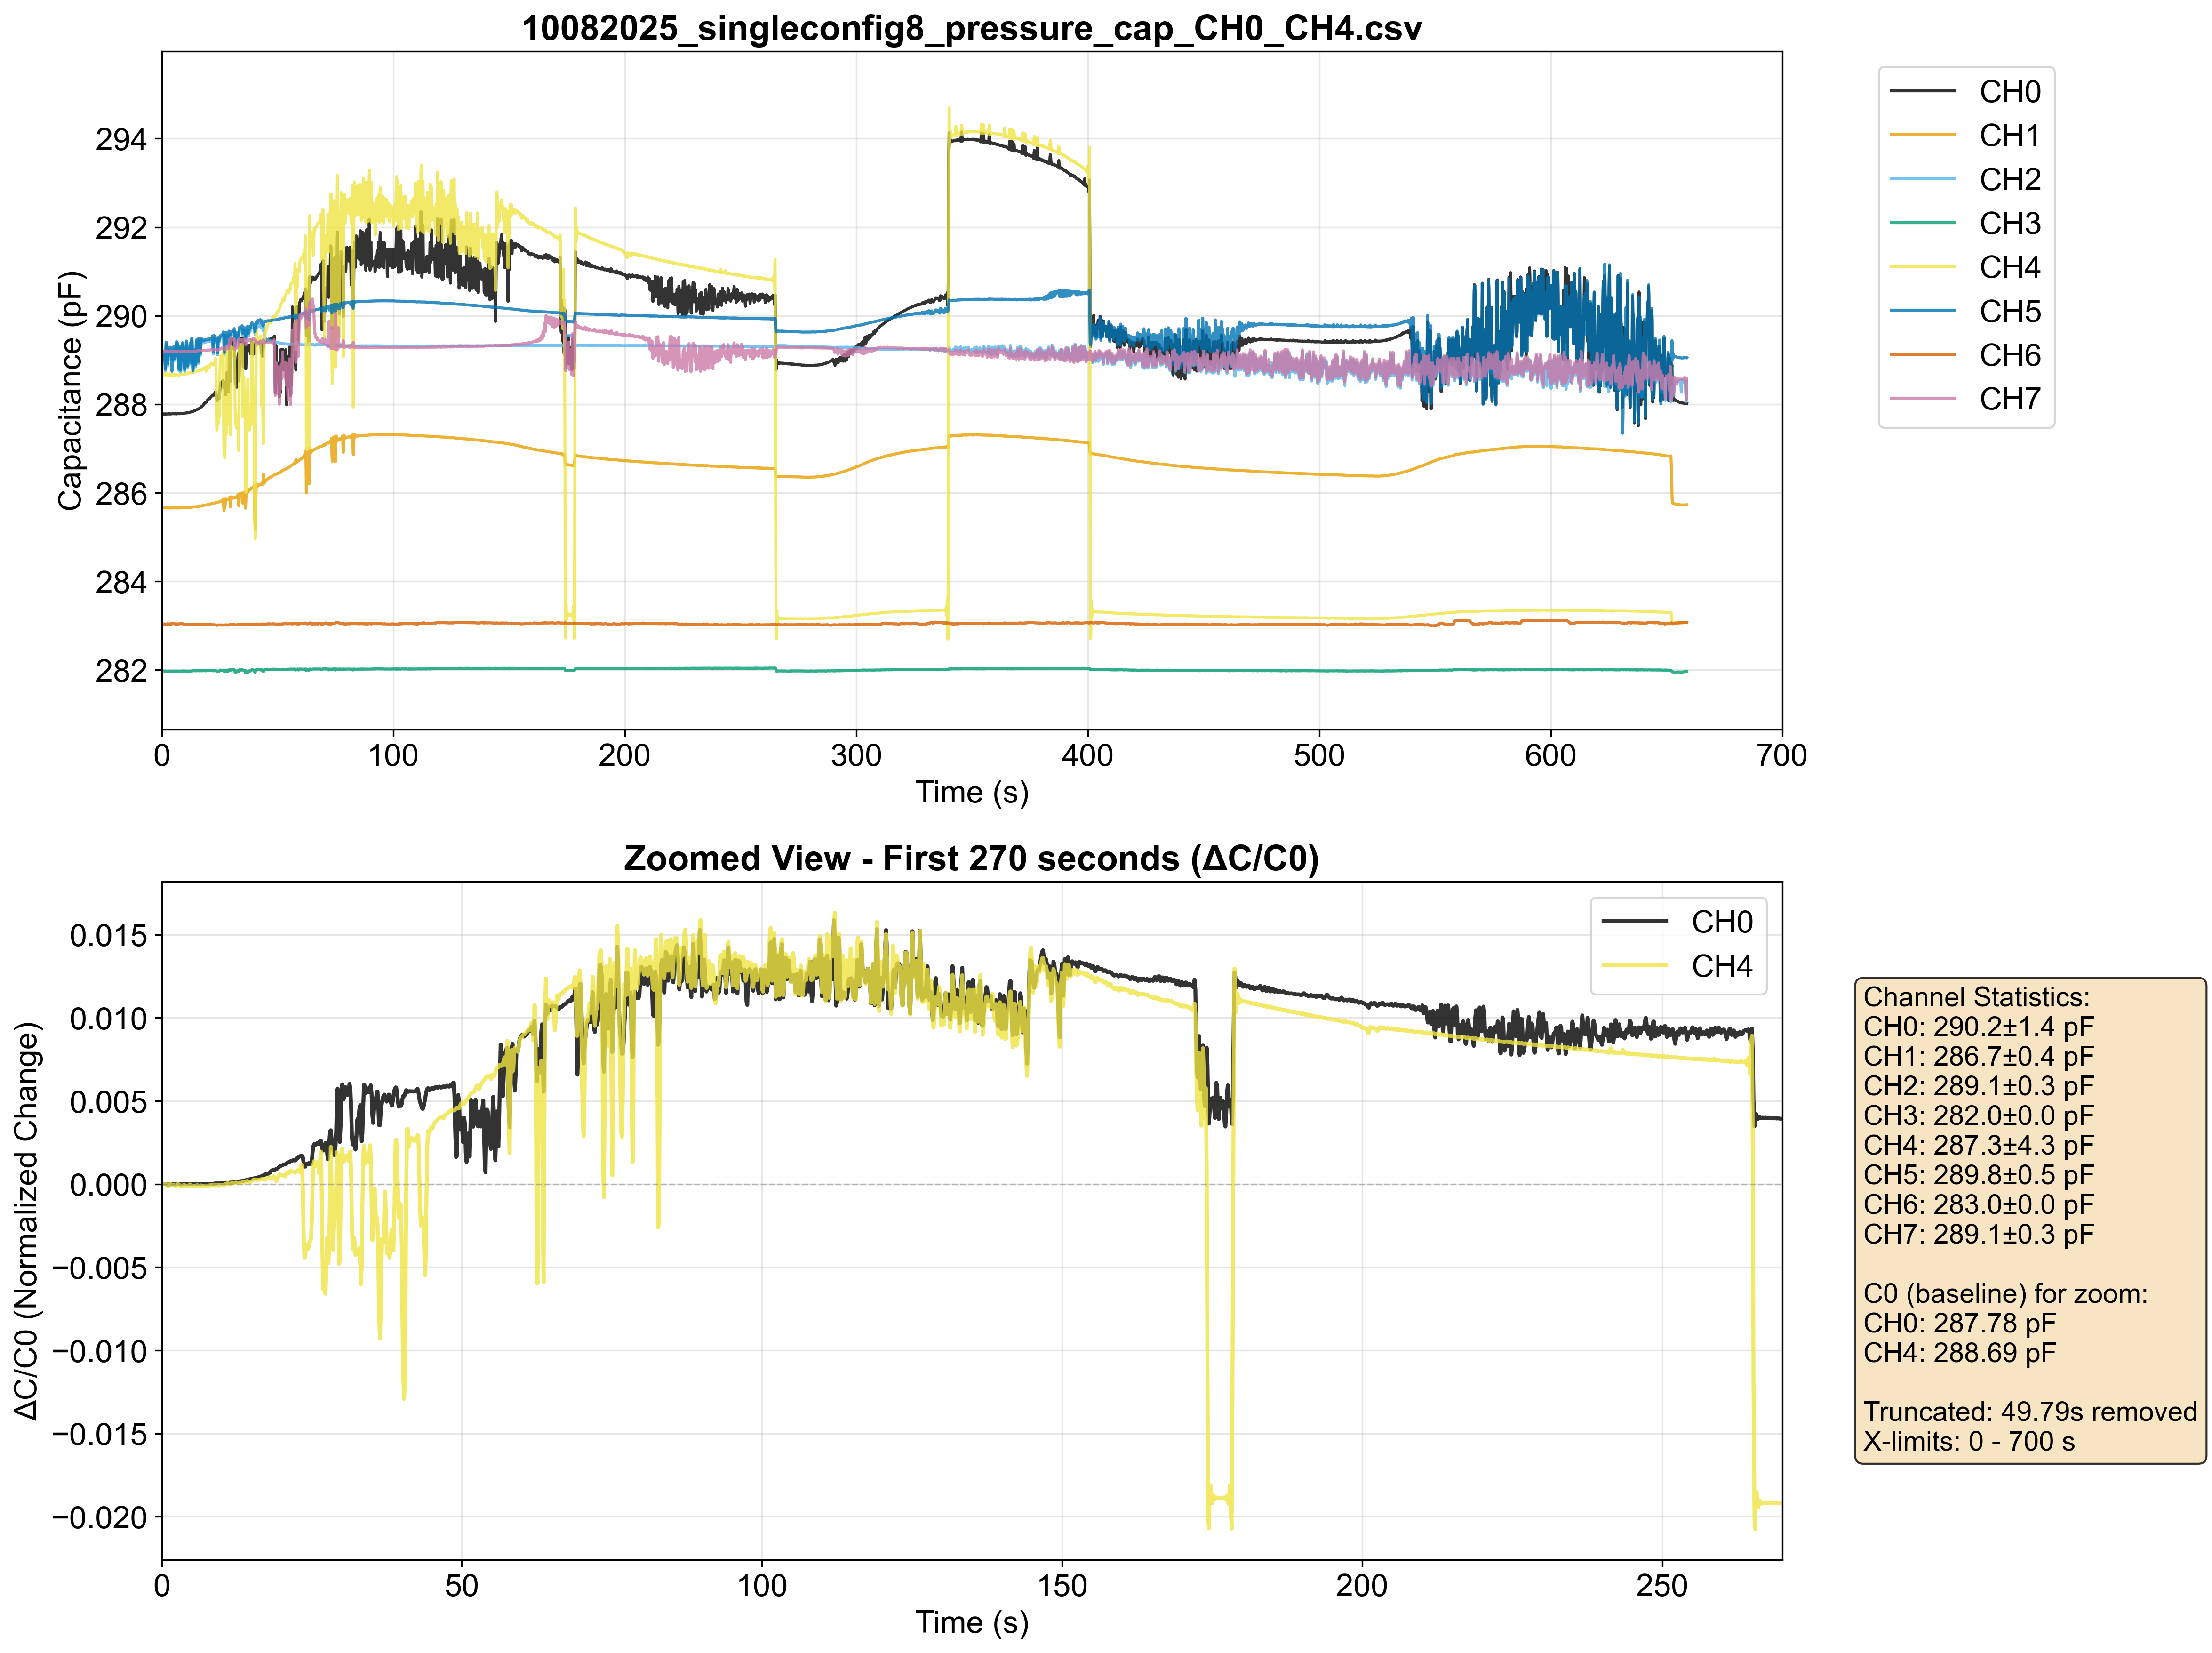 10082025_singleconfig8_pressure_cap_CH0_CH4.csv
Capacitance (pF)
294
292
290
288
286
284
282
0 100 200 300 400 500 600 700
Time (s)
CH0
CH1
CH2
CH3
CH4
CH5
CH6
CH7
Zoomed View - First 270 seconds (ΔC/C0)
ΔC/C0 (Normalized Change)
0.015
0.010
0.005
0.000
−0.005
−0.010
−0.015
−0.020
0 50 100 150 200 250
Time (s)
CH0
CH4
Channel Statistics:
CH0: 290.2±1.4 pF
CH1: 286.7±0.4 pF
CH2: 289.1±0.3 pF
CH3: 282.0±0.0 pF
CH4: 287.3±4.3 pF
CH5: 289.8±0.5 pF
CH6: 283.0±0.0 pF
CH7: 289.1±0.3 pF
C0 (baseline) for zoom:
CH0: 287.78 pF
CH4: 288.69 pF
Truncated: 49.79s removed
X-limits: 0 - 700 s